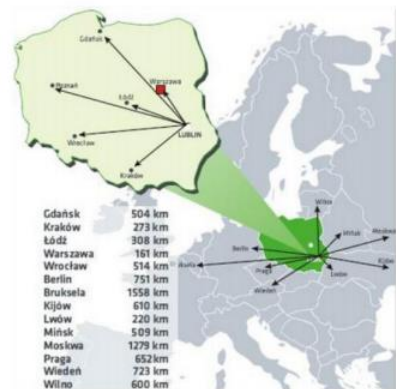 Gdańsk
Poznań
Warszawa
Łódź
LUBLIN
Wrocław
Kraków
Wilno
Mińsk
Moskwa
Berlin
Praga
Kijów
Lwów
Wiedeń
Gdańsk 504 km
Kraków 273 km
Łódź 308 km
Warszawa 161 km
Wrocław 514 km
Berlin 751 km
Bruksela 1558 km
Kijów 610 km
Lwów 220 km
Mińsk 509 km
Moskwa 1279 km
Praga 652km
Wiedeń 723 km
Wilno 600 km